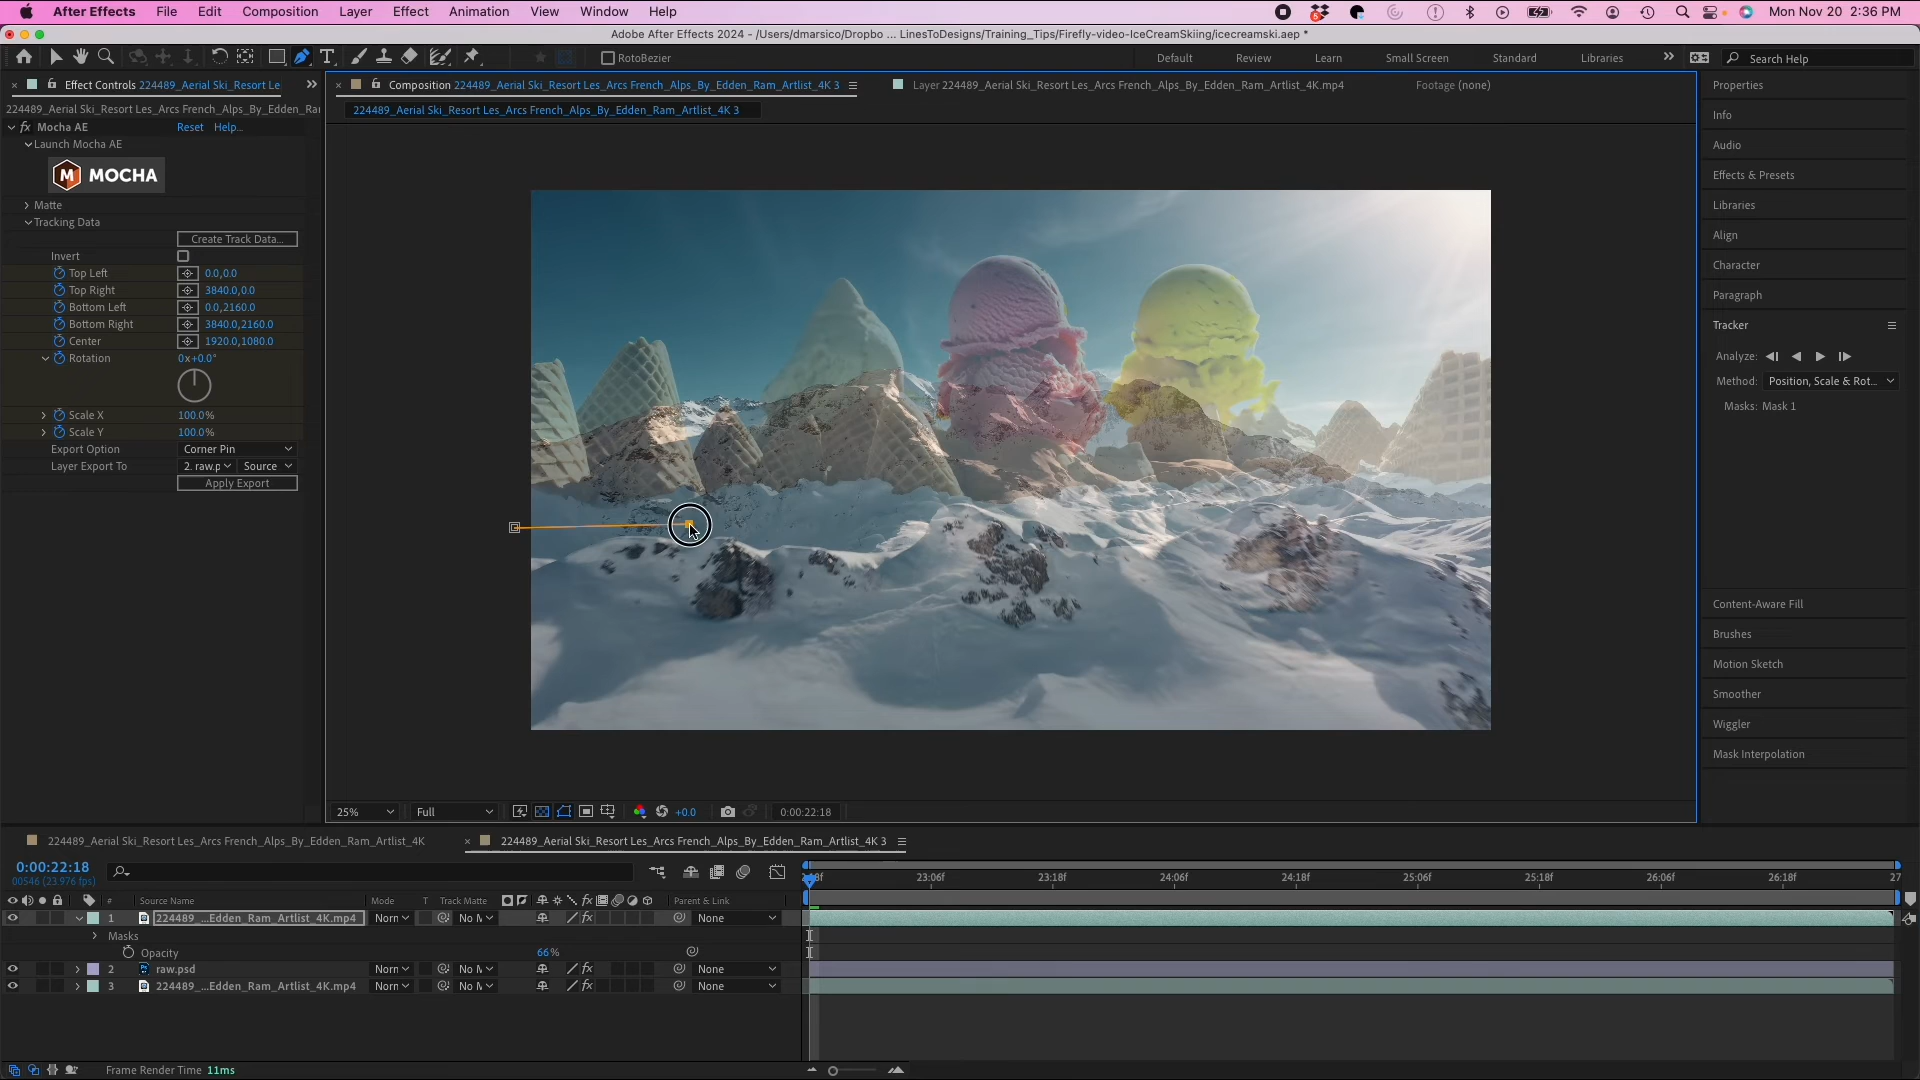 After Effects File Edit Composition Layer Effect Animation View Window Help Mon Nov 20 2:36 PM
Adobe After Effects 2024 - /Users/dmarsico/Dropbo ... LinesToDesigns/Training_Tips/Firefly-video-IceCreamSkiing/icecreamski.aep *
RotoBezier Default Review Learn Small Screen Standard Libraries Search Help
Effect Controls 224489_Aerial Ski_Resort Le
224489_Aerial Ski_Resort Les_Arcs French_Alps_By_Edden_Ra
Mocha AE Reset Help...
Launch Mocha AE
MOCHA
Matte
Tracking Data
Create Track Data...
Invert
Top Left 0.0,0.0
Top Right 3840.0,0.0
Bottom Left 0.0,2160.0
Bottom Right 3840.0,2160.0
Center 1920.0,1080.0
Rotation 0x+0.0°
Scale X 100.0%
Scale Y 100.0%
Export Option Corner Pin
Layer Export To 2. raw.p Source
Apply Export
Composition 224489_Aerial Ski_Resort Les_Arcs French_Alps_By_Edden_Ram_Artlist_4K 3
Layer 224489_Aerial Ski_Resort Les_Arcs French_Alps_By_Edden_Ram_Artlist_4K.mp4
Footage (none)
224489_Aerial Ski_Resort Les_Arcs French_Alps_By_Edden_Ram_Artlist_4K 3
25% Full +0.0 0:00:22:18
Properties
Info
Audio
Effects & Presets
Libraries
Align
Character
Paragraph
Tracker
Analyze:
Method: Position, Scale & Rot...
Masks: Mask 1
Content-Aware Fill
Brushes
Motion Sketch
Smoother
Wiggler
Mask Interpolation
224489_Aerial Ski_Resort Les_Arcs French_Alps_By_Edden_Ram_Artlist_4K
224489_Aerial Ski_Resort Les_Arcs French_Alps_By_Edden_Ram_Artlist_4K 3
0:00:22:18
00546 (23.976 fps)
23:06f 23:18f 24:06f 24:18f 25:06f 25:18f 26:06f 26:18f 27
# Source Name Mode T Track Matte Parent & Link
1 224489_...Edden_Ram_Artlist_4K.mp4 Norn No M None
Masks
Opacity 66%
2 raw.psd Norn No M None
3 224489_...Edden_Ram_Artlist_4K.mp4 Norn No M None
Frame Render Time 11ms